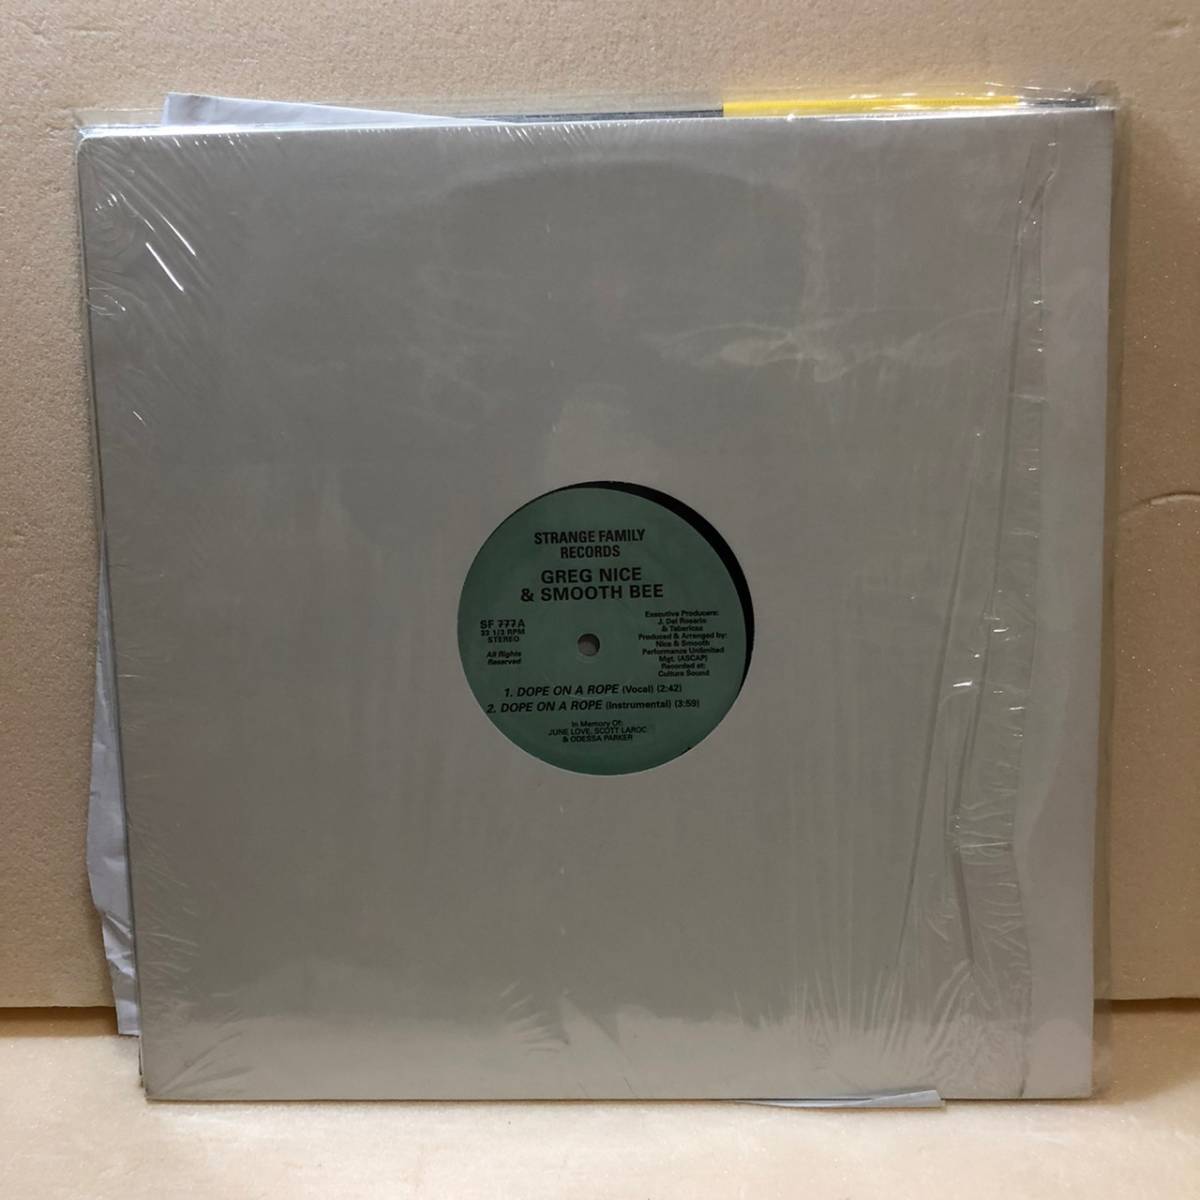 STRANGE FAMILY
RECORDS
GREG NICE
& SMOOTH BEE
SF 777A
33 1/3 RPM
STEREO
All Rights
Reserved
Executive Producers:
J. Del Rosario
& Tabaricaa
Produced & Arranged by:
Nice & Smooth
Performance Unlimited
Mgt. (ASCAP)
Recorded at:
Culture Sound
1. DOPE ON A ROPE (Vocal) (2:42)
2. DOPE ON A ROPE (Instrumental) (3:59)
In Memory Of:
JUNE LOVE, SCOTT LAROC
& ODESSA PARKER